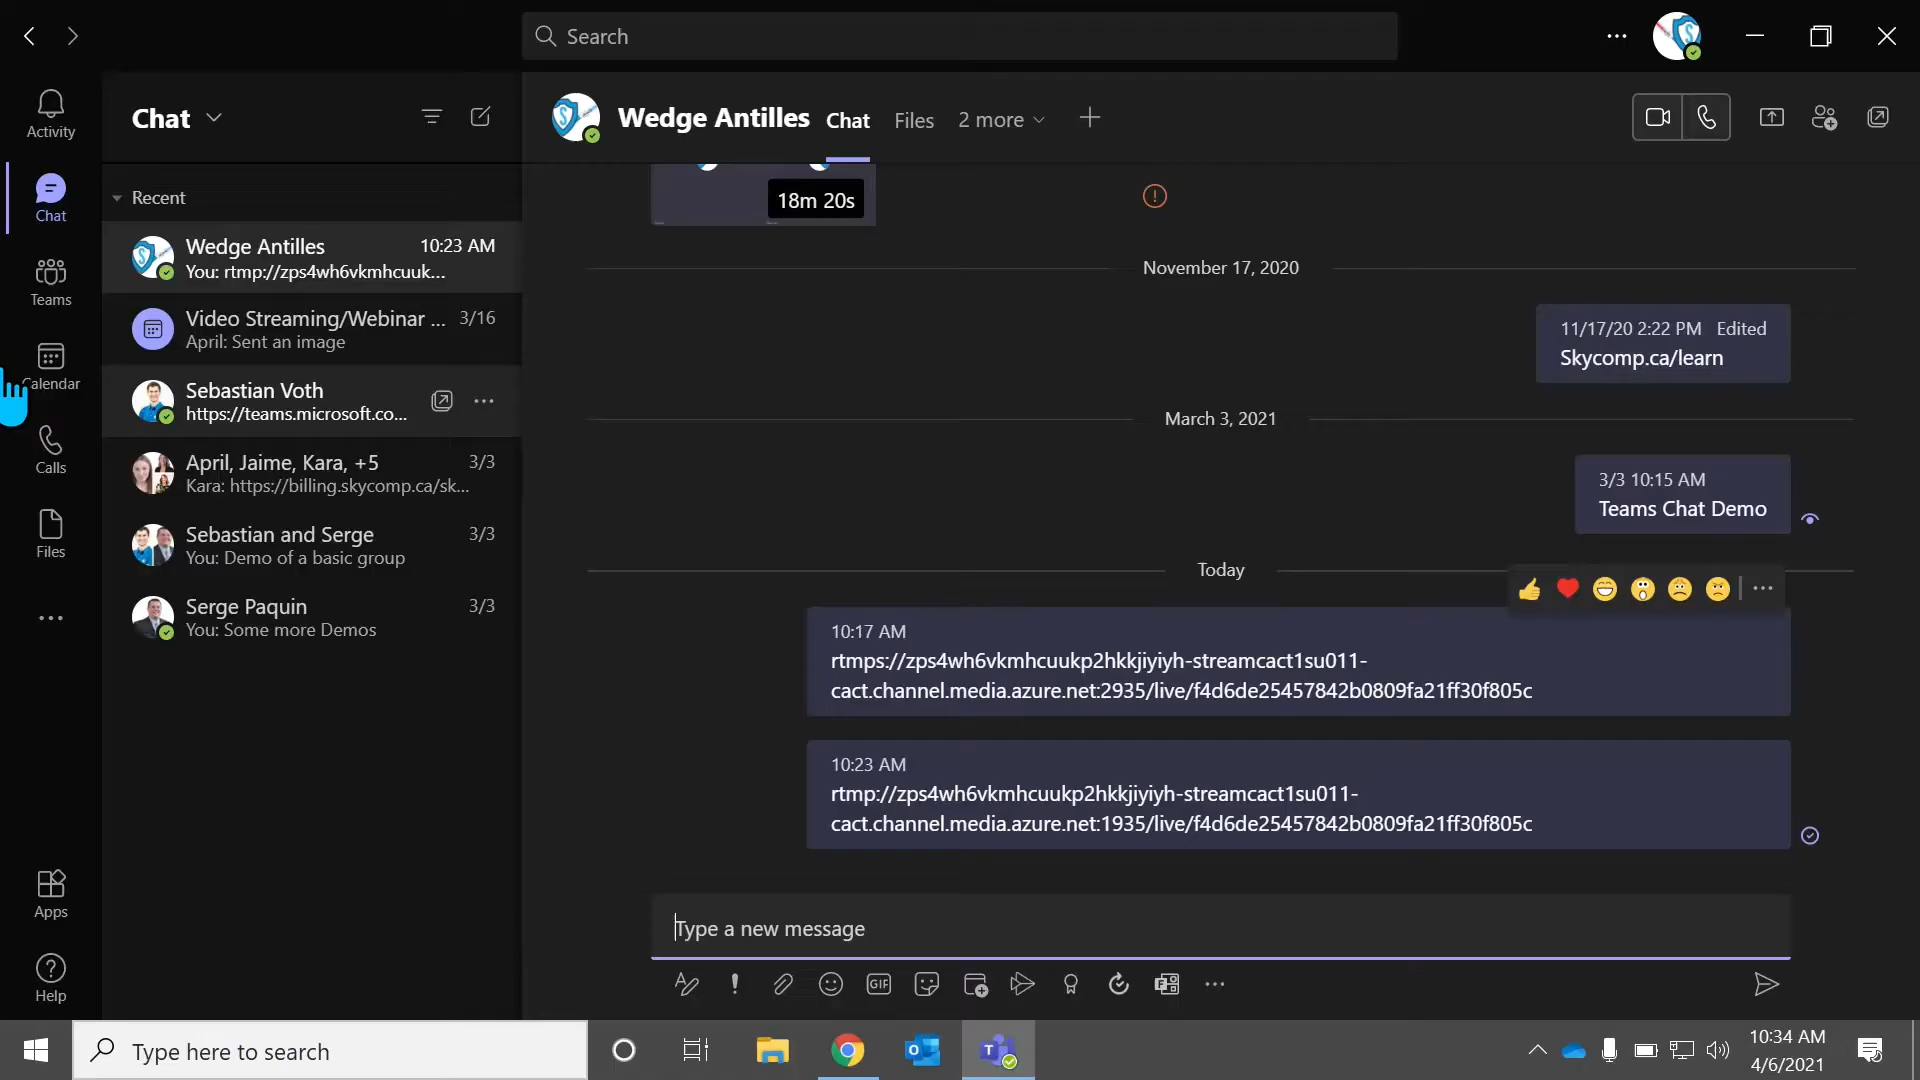 Search
Activity
Chat
Teams
Calendar
Calls
Files
Apps
Help
Chat
Recent
Wedge Antilles 10:23 AM
You: rtmp://zps4wh6vkmhcuuk...
Video Streaming/Webinar ... 3/16
April: Sent an image
Sebastian Voth
https://teams.microsoft.co...
April, Jaime, Kara, +5 3/3
Kara: https://billing.skycomp.ca/sk...
Sebastian and Serge 3/3
You: Demo of a basic group
Serge Paquin 3/3
You: Some more Demos
Wedge Antilles Chat Files 2 more
18m 20s
November 17, 2020
11/17/20 2:22 PM Edited
Skycomp.ca/learn
March 3, 2021
3/3 10:15 AM
Teams Chat Demo
Today
10:17 AM
rtmps://zps4wh6vkmhcuukp2hkkjiyiyh-streamcact1su011-
cact.channel.media.azure.net:2935/live/f4d6de25457842b0809fa21ff30f805c
10:23 AM
rtmp://zps4wh6vkmhcuukp2hkkjiyiyh-streamcact1su011-
cact.channel.media.azure.net:1935/live/f4d6de25457842b0809fa21ff30f805c
Type a new message
GIF
Type here to search
10:34 AM
4/6/2021